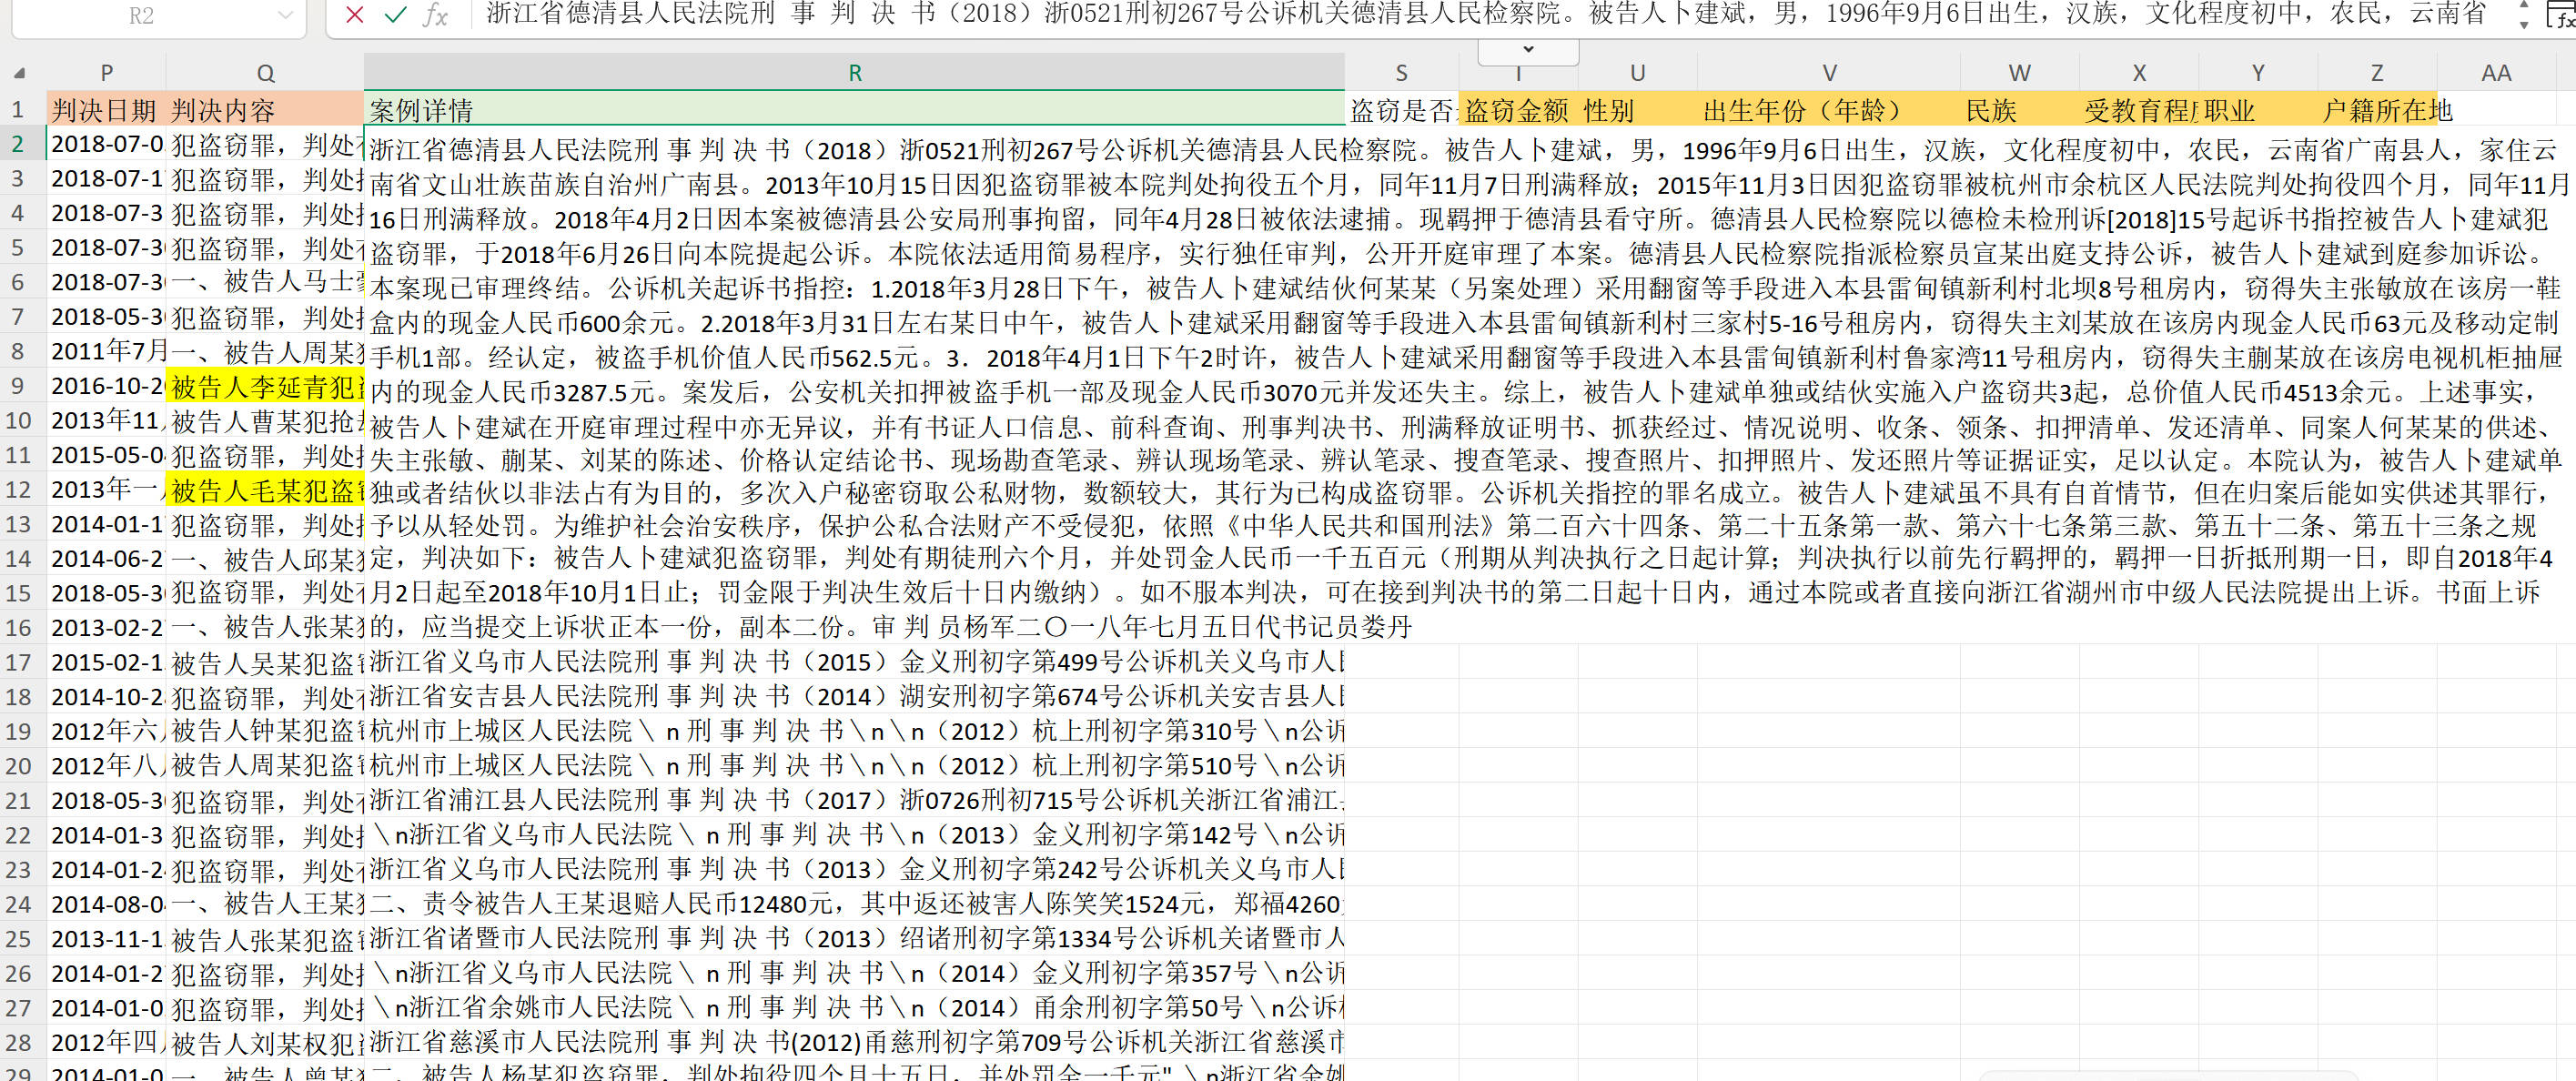 R2 浙江省德清县人民法院刑 事 判 决 书（2018）浙0521刑初267号公诉机关德清县人民检察院。被告人卜建斌，男，1996年9月6日出生，汉族，文化程度初中，农民，云南省
P Q R S T U V W X Y Z AA
1 判决日期 判决内容 案例详情 盗窃是否 盗窃金额 性别 出生年份（年龄） 民族 受教育程度 职业 户籍所在地
2 2018-07-0 犯盗窃罪，判处有 浙江省德清县人民法院刑 事 判 决 书（2018）浙0521刑初267号公诉机关德清县人民检察院。被告人卜建斌，男，1996年9月6日出生，汉族，文化程度初中，农民，云南省广南县人，家住云
3 2018-07-1 犯盗窃罪，判处拘 南省文山壮族苗族自治州广南县。2013年10月15日因犯盗窃罪被本院判处拘役五个月，同年11月7日刑满释放；2015年11月3日因犯盗窃罪被杭州市余杭区人民法院判处拘役四个月，同年11月
4 2018-07-3 犯盗窃罪，判处拘 16日刑满释放。2018年4月2日因本案被德清县公安局刑事拘留，同年4月28日被依法逮捕。现羁押于德清县看守所。德清县人民检察院以德检未检刑诉[2018]15号起诉书指控被告人卜建斌犯
5 2018-07-30 犯盗窃罪，判处有 盗窃罪，于2018年6月26日向本院提起公诉。本院依法适用简易程序，实行独任审判，公开开庭审理了本案。德清县人民检察院指派检察员宣某出庭支持公诉，被告人卜建斌到庭参加诉讼。
6 2018-07-30 一、被告人马士豪 本案现已审理终结。公诉机关起诉书指控：1.2018年3月28日下午，被告人卜建斌结伙何某某（另案处理）采用翻窗等手段进入本县雷甸镇新利村北坝8号租房内，窃得失主张敏放在该房一鞋
7 2018-05-30 犯盗窃罪，判处拘 盒内的现金人民币600余元。2.2018年3月31日左右某日中午，被告人卜建斌采用翻窗等手段进入本县雷甸镇新利村三家村5-16号租房内，窃得失主刘某放在该房内现金人民币63元及移动定制
8 2011年7月 一、被告人周某犯 手机1部。经认定，被盗手机价值人民币562.5元。3．2018年4月1日下午2时许，被告人卜建斌采用翻窗等手段进入本县雷甸镇新利村鲁家湾11号租房内，窃得失主蒯某放在该房电视机柜抽屉
9 2016-10-20 被告人李延青犯盗 内的现金人民币3287.5元。案发后，公安机关扣押被盗手机一部及现金人民币3070元并发还失主。综上，被告人卜建斌单独或结伙实施入户盗窃共3起，总价值人民币4513余元。上述事实，
10 2013年11 被告人曹某犯抢劫 被告人卜建斌在开庭审理过程中亦无异议，并有书证人口信息、前科查询、刑事判决书、刑满释放证明书、抓获经过、情况说明、收条、领条、扣押清单、发还清单、同案人何某某的供述、
11 2015-05-04 犯盗窃罪，判处拘 失主张敏、蒯某、刘某的陈述、价格认定结论书、现场勘查笔录、辨认现场笔录、辨认笔录、搜查笔录、搜查照片、扣押照片、发还照片等证据证实，足以认定。本院认为，被告人卜建斌单
12 2013年一 被告人毛某犯盗窃 独或者结伙以非法占有为目的，多次入户秘密窃取公私财物，数额较大，其行为已构成盗窃罪。公诉机关指控的罪名成立。被告人卜建斌虽不具有自首情节，但在归案后能如实供述其罪行，
13 2014-01-1 犯盗窃罪，判处拘 予以从轻处罚。为维护社会治安秩序，保护公私合法财产不受侵犯，依照《中华人民共和国刑法》第二百六十四条、第二十五条第一款、第六十七条第三款、第五十二条、第五十三条之规
14 2014-06-2 一、被告人邱某犯 定，判决如下：被告人卜建斌犯盗窃罪，判处有期徒刑六个月，并处罚金人民币一千五百元（刑期从判决执行之日起计算；判决执行以前先行羁押的，羁押一日折抵刑期一日，即自2018年4
15 2018-05-30 犯盗窃罪，判处有 月2日起至2018年10月1日止；罚金限于判决生效后十日内缴纳）。如不服本判决，可在接到判决书的第二日起十日内，通过本院或者直接向浙江省湖州市中级人民法院提出上诉。书面上诉
16 2013-02-2 一、被告人张某犯 的，应当提交上诉状正本一份，副本二份。审 判 员杨军二〇一八年七月五日代书记员娄丹
17 2015-02-1 被告人吴某犯盗窃 浙江省义乌市人民法院刑 事 判 决 书（2015）金义刑初字第499号公诉机关义乌市人民
18 2014-10-2 犯盗窃罪，判处有 浙江省安吉县人民法院刑 事 判 决 书（2014）湖安刑初字第674号公诉机关安吉县人民
19 2012年六 被告人钟某犯盗窃 杭州市上城区人民法院\ n 刑 事 判 决 书\n\n（2012）杭上刑初字第310号\n公诉
20 2012年八 被告人周某犯盗窃 杭州市上城区人民法院\ n 刑 事 判 决 书\n\n（2012）杭上刑初字第510号\n公诉
21 2018-05-30 犯盗窃罪，判处有 浙江省浦江县人民法院刑 事 判 决 书（2017）浙0726刑初715号公诉机关浙江省浦江
22 2014-01-3 犯盗窃罪，判处拘 \n浙江省义乌市人民法院\ n 刑 事 判 决 书\n（2013）金义刑初字第142号\n公诉
23 2014-01-24 犯盗窃罪，判处有 浙江省义乌市人民法院刑 事 判 决 书（2013）金义刑初字第242号公诉机关义乌市人民
24 2014-08-04 一、被告人王某犯 二、责令被告人王某退赔人民币12480元，其中返还被害人陈笑笑1524元，郑福4260
25 2013-11-1 被告人张某犯盗窃 浙江省诸暨市人民法院刑 事 判 决 书（2013）绍诸刑初字第1334号公诉机关诸暨市人
26 2014-01-2 犯盗窃罪，判处拘 \n浙江省义乌市人民法院\ n 刑 事 判 决 书\n（2014）金义刑初字第357号\n公诉
27 2014-01-0 犯盗窃罪，判处拘 \n浙江省余姚市人民法院\ n 刑 事 判 决 书\n（2014）甬余刑初字第50号\n公诉机
28 2012年四 被告人刘某权犯盗 浙江省慈溪市人民法院刑 事 判 决 书(2012)甬慈刑初字第709号公诉机关浙江省慈溪市
29 2014-01-0 一、被告人曾某犯 二、被告人杨某犯盗窃罪，判处拘役四个月十五日，并处罚金一千元" \n浙江省余姚